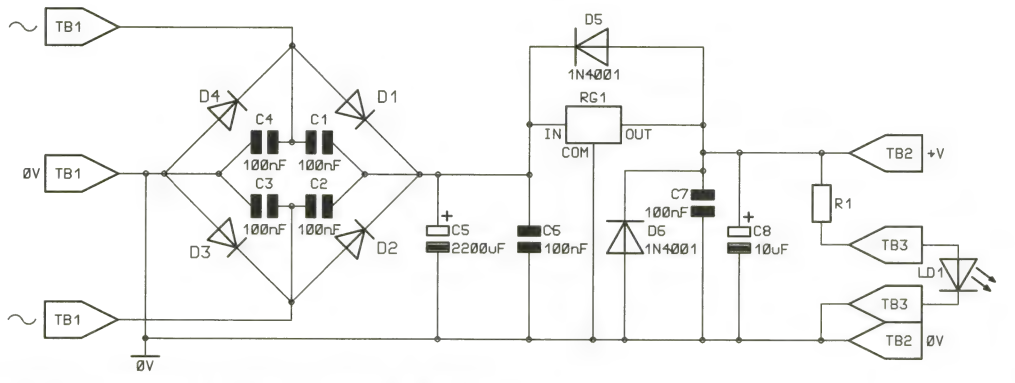 TB1
D5
1N4001
D4
D1
RG1
C4
C1
IN
OUT
COM
100nF
100nF
0V
TB1
TB2
+V
C3
C2
C7
R1
100nF
100nF
100nF
D3
D2
+
C5
2200uF
C6
100nF
D6
1N4001
+
C8
10uF
TB3
LD1
TB3
TB1
TB2
0V
0V